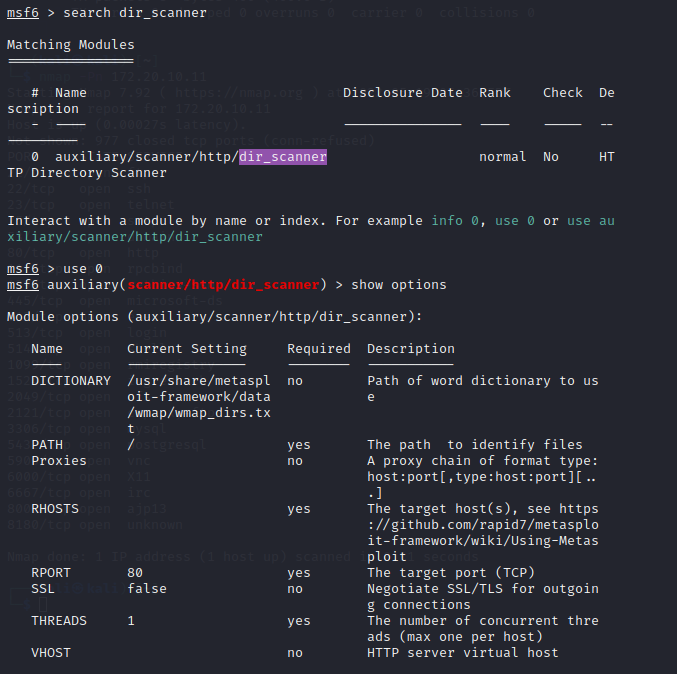 msf6 > search dir_scanner
Matching Modules
================
#  Name                                Disclosure Date  Rank    Check  De
scription
-  ----                                ---------------  ----    -----  --
---------
0  auxiliary/scanner/http/dir_scanner                   normal  No     HT
TP Directory Scanner
Interact with a module by name or index. For example info 0, use 0 or use au
xiliary/scanner/http/dir_scanner
msf6 > use 0
msf6 auxiliary(scanner/http/dir_scanner) > show options
Module options (auxiliary/scanner/http/dir_scanner):
Name        Current Setting     Required  Description
----        ---------------     --------  -----------
DICTIONARY  /usr/share/metaspl  no        Path of word dictionary to us
            oit-framework/data            e
            /wmap/wmap_dirs.tx
            t
PATH        /                   yes       The path  to identify files
Proxies                         no        A proxy chain of format type:
                                          host:port[,type:host:port][..
                                          .]
RHOSTS                          yes       The target host(s), see https
                                          ://github.com/rapid7/metasplo
                                          it-framework/wiki/Using-Metas
                                          ploit
RPORT       80                  yes       The target port (TCP)
SSL         false               no        Negotiate SSL/TLS for outgoin
                                          g connections
THREADS     1                   yes       The number of concurrent thre
                                          ads (max one per host)
VHOST                           no        HTTP server virtual host